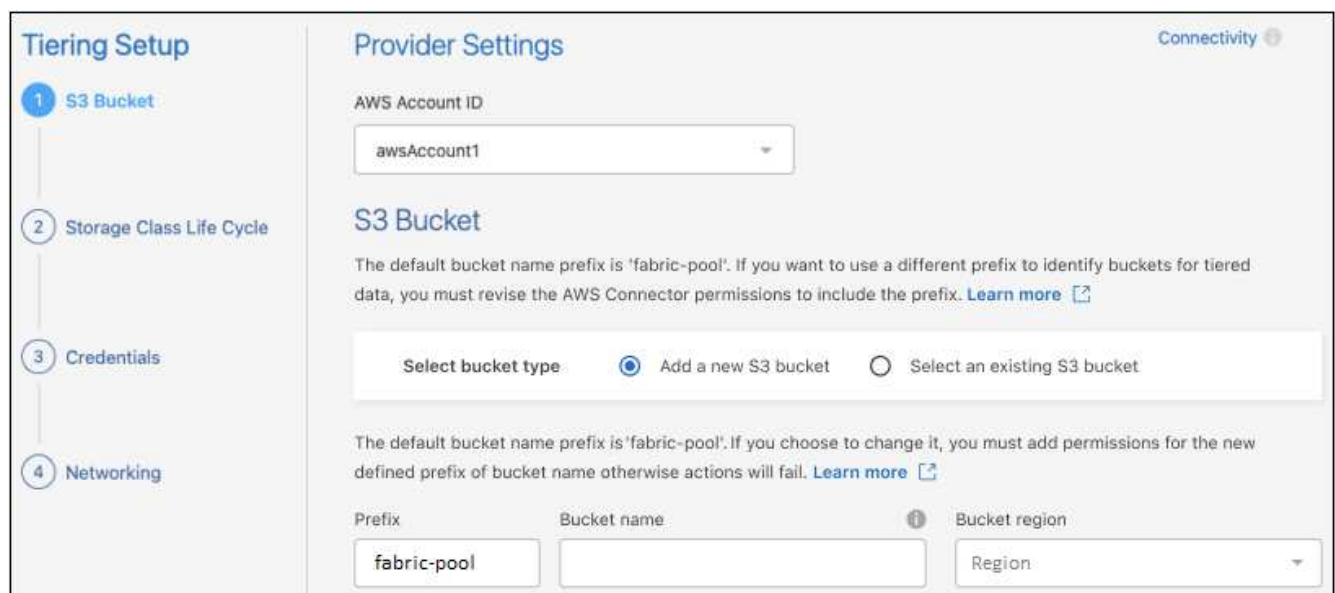 Tiering Setup
1 S3 Bucket
2 Storage Class Life Cycle
3 Credentials
4 Networking
Provider Settings
Connectivity
AWS Account ID
awsAccount1
S3 Bucket
The default bucket name prefix is 'fabric-pool'. If you want to use a different prefix to identify buckets for tiered
data, you must revise the AWS Connector permissions to include the prefix. Learn more
Select bucket type Add a new S3 bucket Select an existing S3 bucket
The default bucket name prefix is 'fabric-pool'. If you choose to change it, you must add permissions for the new
defined prefix of bucket name otherwise actions will fail. Learn more
Prefix Bucket name Bucket region
fabric-pool Region